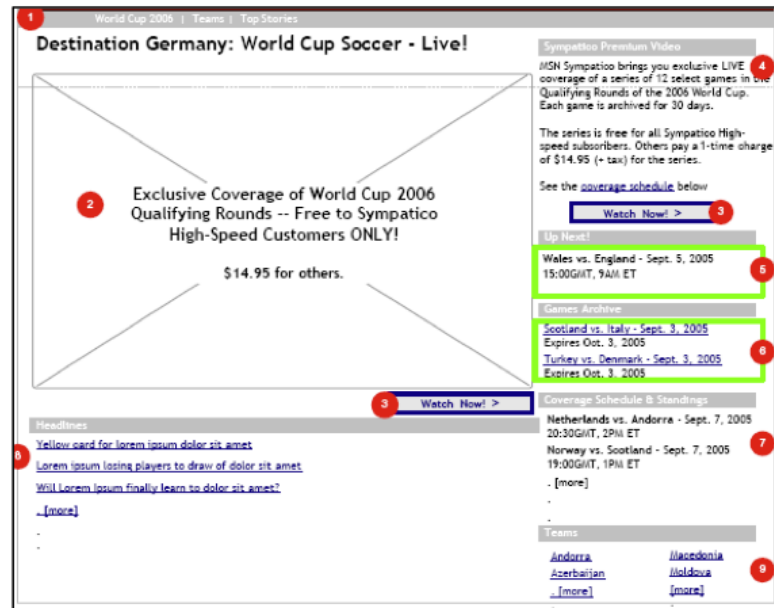 1
World Cup 2006 | Teams | Top Stories
Destination Germany: World Cup Soccer - Live!
2
Exclusive Coverage of World Cup 2006
Qualifying Rounds -- Free to Sympatico
High-Speed Customers ONLY!
$14.95 for others.
3
Watch Now! >
Headlines
8
Yellow card for lorem ipsum dolor sit amet
Lorem ipsum losing players to draw of dolor sit amet
Will Lorem Ipsum finally learn to dolor sit amet?
. [more]
.
.
Sympatico Premium Video
4
MSN Sympatico brings you exclusive LIVE
coverage of a series of 12 select games in the
Qualifying Rounds of the 2006 World Cup.
Each game is archived for 30 days.
The series is free for all Sympatico High-
speed subscribers. Others pay a 1-time charge
of $14.95 (+ tax) for the series.
See the coverage schedule below
Watch Now! >
3
Up Next!
Wales vs. England - Sept. 5, 2005
15:00GMT, 9AM ET
5
Games Archive
Scotland vs. Italy - Sept. 3, 2005
Expires Oct. 3, 2005
6
Turkey vs. Denmark - Sept. 3, 2005
Expires Oct. 3, 2005
Coverage Schedule & Standings
Netherlands vs. Andorra - Sept. 7, 2005
20:30GMT, 2PM ET
7
Norway vs. Scotland - Sept. 7, 2005
19:00GMT, 1PM ET
. [more]
.
.
Teams
Andorra Macedonia
Azerbaijan Moldova
9
. [more] [more]